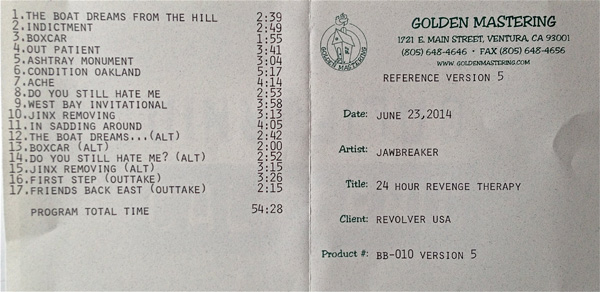 1.THE BOAT DREAMS FROM THE HILL 2:39
2.INDICTMENT 2:49
3.BOXCAR 1:55
4.OUT PATIENT 3:41
5.ASHTRAY MONUMENT 3:04
6.CONDITION OAKLAND 5:17
7.ACHE 4:14
8.DO YOU STILL HATE ME 2:53
9.WEST BAY INVITATIONAL 3:58
10.JINX REMOVING 3:13
11.IN SADDING AROUND 4:05
12.THE BOAT DREAMS...(ALT) 2:42
13.BOXCAR (ALT) 2:00
14.DO YOU STILL HATE ME? (ALT) 2:52
15.JINX REMOVING (ALT) 3:15
16.FIRST STEP (OUTTAKE) 3:26
17.FRIENDS BACK EAST (OUTTAKE) 2:15
PROGRAM TOTAL TIME 54:28
GOLDEN MASTERING
GOLDEN MASTERING
1721 E. MAIN STREET, VENTURA, CA 93001
(805) 648-4646 • FAX (805) 648-4656
WWW.GOLDENMASTERING.COM
REFERENCE VERSION 5
Date: JUNE 23,2014
Artist: JAWBREAKER
Title: 24 HOUR REVENGE THERAPY
Client: REVOLVER USA
Product #: BB-010 VERSION 5